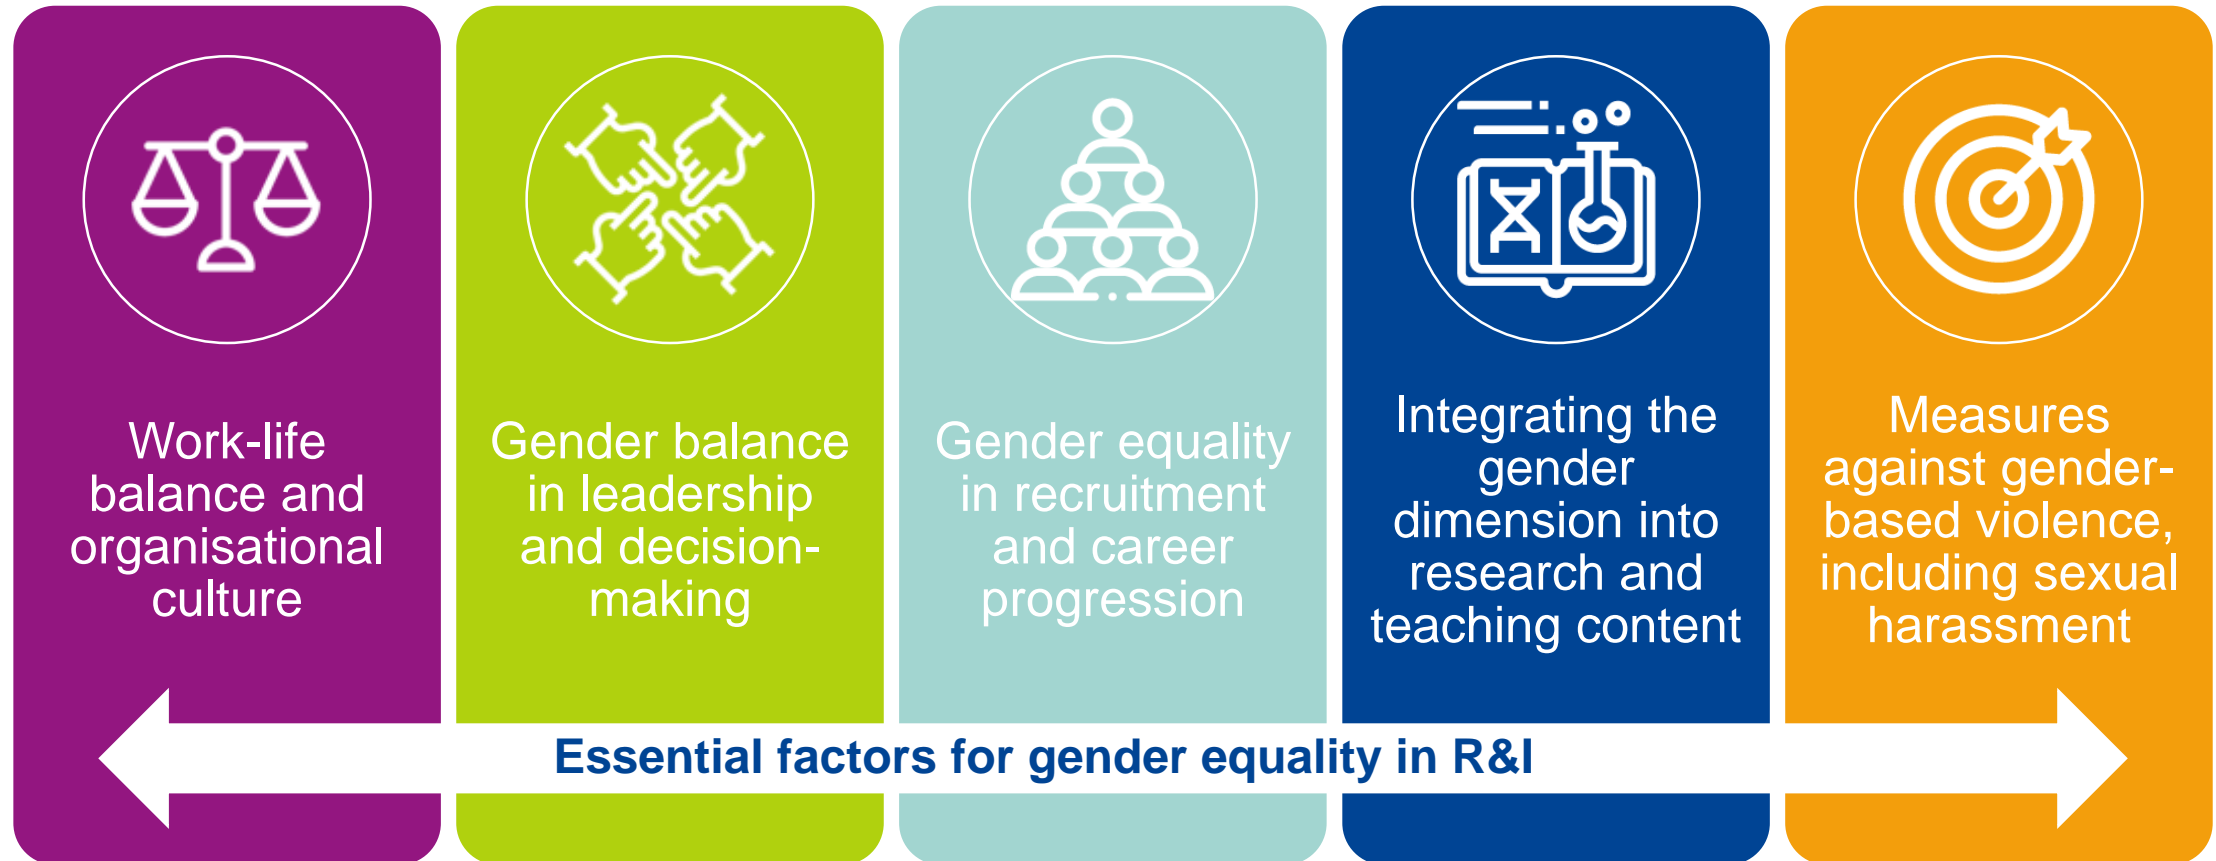 Work-life
balance and
organisational
culture
Gender balance
in leadership
and decision-
making
Gender equality
in recruitment
and career
progression
Integrating the
gender
dimension into
research and
teaching content
Measures
against gender-
based violence,
including sexual
harassment
Essential factors for gender equality in R&I